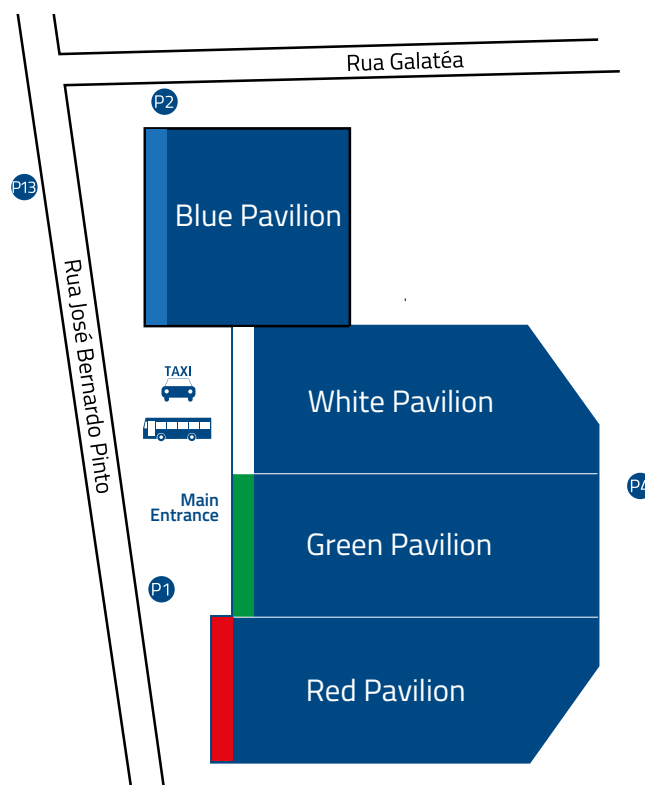 Rua Galatéa
P2
Blue Pavilion
P13
Rua José Bernardo Pinto
TAXI
White Pavilion
Main
Entrance
P4
Green Pavilion
P1
Red Pavilion